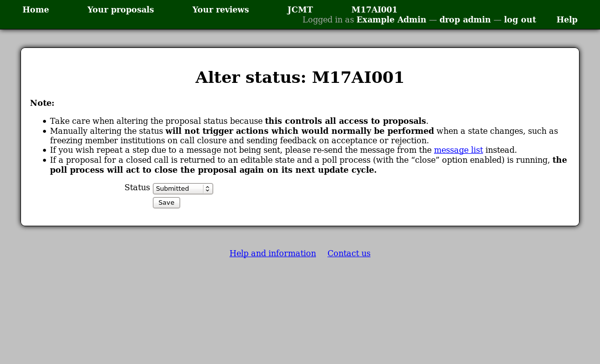 Home Your proposals Your reviews JCMT M17AI001
Logged in as Example Admin — drop admin — log out Help
Alter status: M17AI001
Note:
• Take care when altering the proposal status because this controls all access to proposals.
• Manually altering the status will not trigger actions which would normally be performed when a state changes, such as
freezing member institutions on call closure and sending feedback on acceptance or rejection.
• If you wish repeat a step due to a message not being sent, please re-send the message from the message list instead.
• If a proposal for a closed call is returned to an editable state and a poll process (with the “close” option enabled) is running, the
poll process will act to close the proposal again on its next update cycle.
Status Submitted
Save
Help and information Contact us